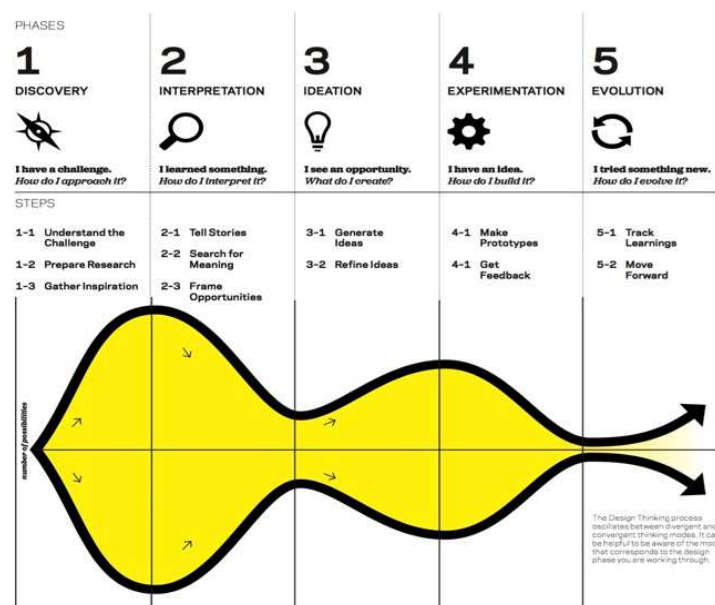 PHASES
1
DISCOVERY
I have a challenge.
How do I approach it?
2
INTERPRETATION
I learned something.
How do I interpret it?
3
IDEATION
I see an opportunity.
What do I create?
4
EXPERIMENTATION
I have an idea.
How do I build it?
5
EVOLUTION
I tried something new.
How do I evolve it?
STEPS
1-1 Understand the
Challenge
1-2 Prepare Research
1-3 Gather Inspiration
2-1 Tell Stories
2-2 Search for
Meaning
2-3 Frame
Opportunities
3-1 Generate
Ideas
3-2 Refine Ideas
4-1 Make
Prototypes
4-1 Get
Feedback
5-1 Track
Learnings
5-2 Move
Forward
number of possibilities
The Design Thinking process
oscillates between divergent and
convergent thinking modes. It ca
be helpful to be aware of the mod
that corresponds to the design
phase you are working through.